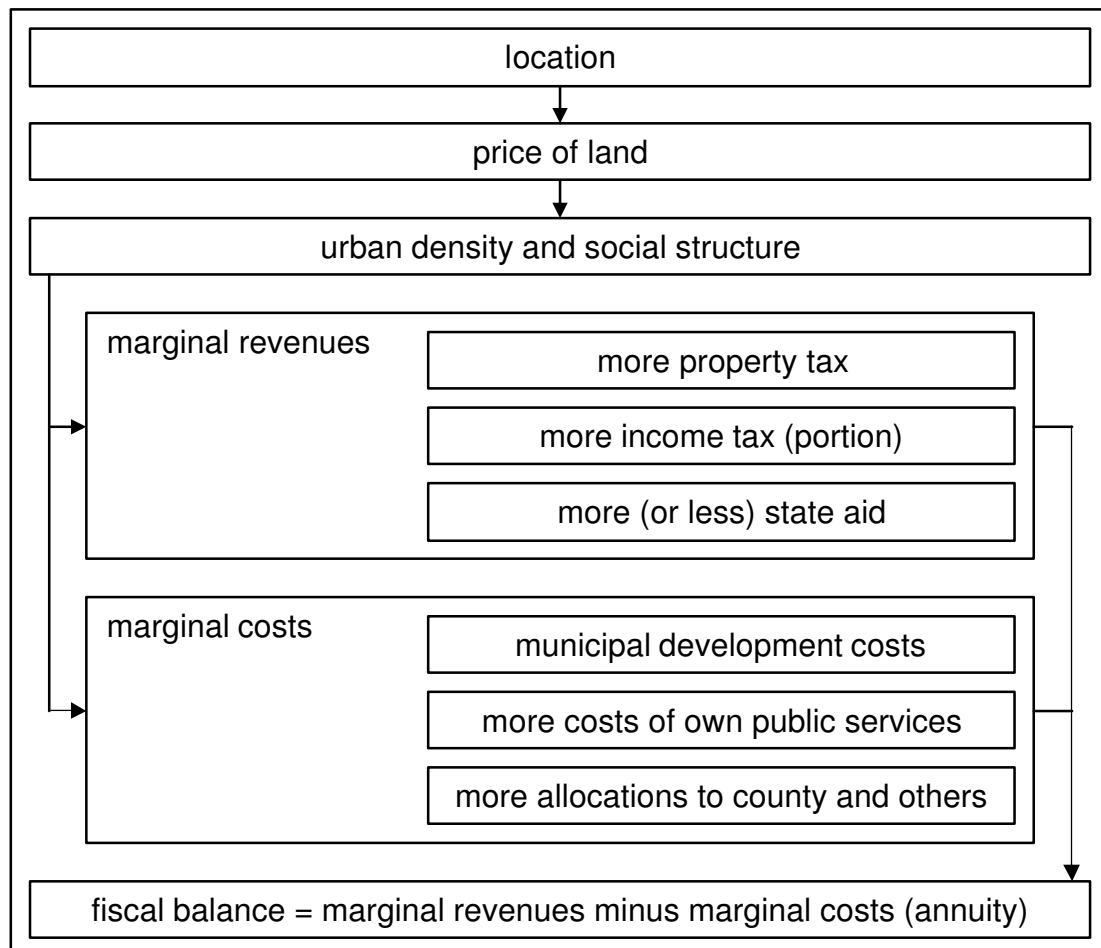 location
price of land
urban density and social structure
marginal revenues
more property tax
more income tax (portion)
more (or less) state aid
marginal costs
municipal development costs
more costs of own public services
more allocations to county and others
fiscal balance = marginal revenues minus marginal costs (annuity)